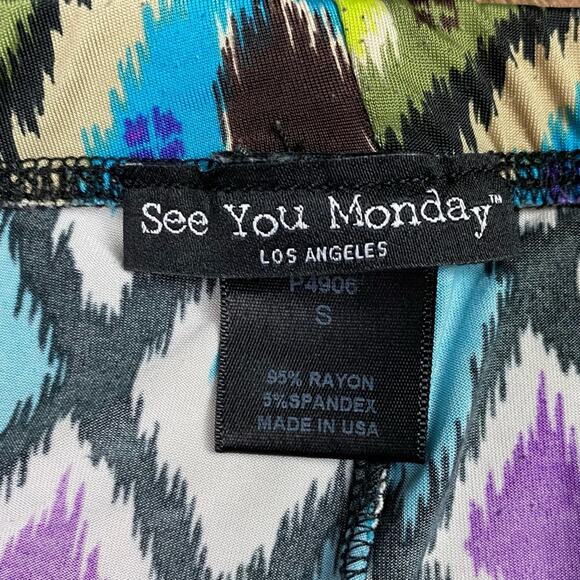 See You Monday™
LOS ANGELES
P4906
S
95% RAYON
5%SPANDEX
MADE IN USA